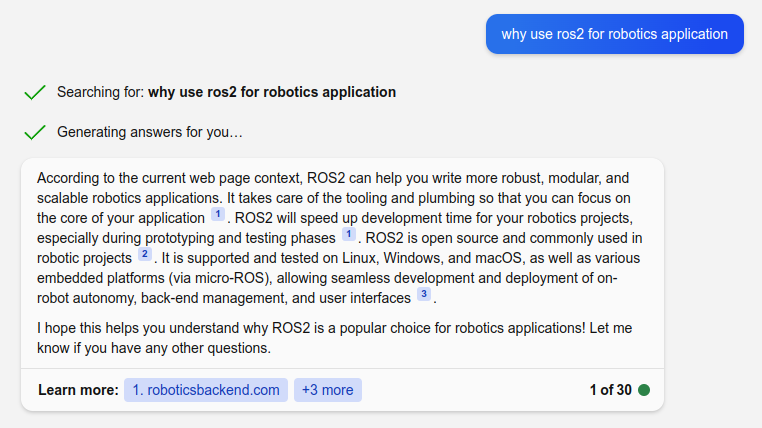 why use ros2 for robotics application
Searching for: why use ros2 for robotics application
Generating answers for you…
According to the current web page context, ROS2 can help you write more robust, modular, and
scalable robotics applications. It takes care of the tooling and plumbing so that you can focus on
the core of your application 1 . ROS2 will speed up development time for your robotics projects,
especially during prototyping and testing phases 1 . ROS2 is open source and commonly used in
robotic projects 2 . It is supported and tested on Linux, Windows, and macOS, as well as various
embedded platforms (via micro-ROS), allowing seamless development and deployment of on-
robot autonomy, back-end management, and user interfaces 3 .
I hope this helps you understand why ROS2 is a popular choice for robotics applications! Let me
know if you have any other questions.
Learn more: 1. roboticsbackend.com +3 more 1 of 30